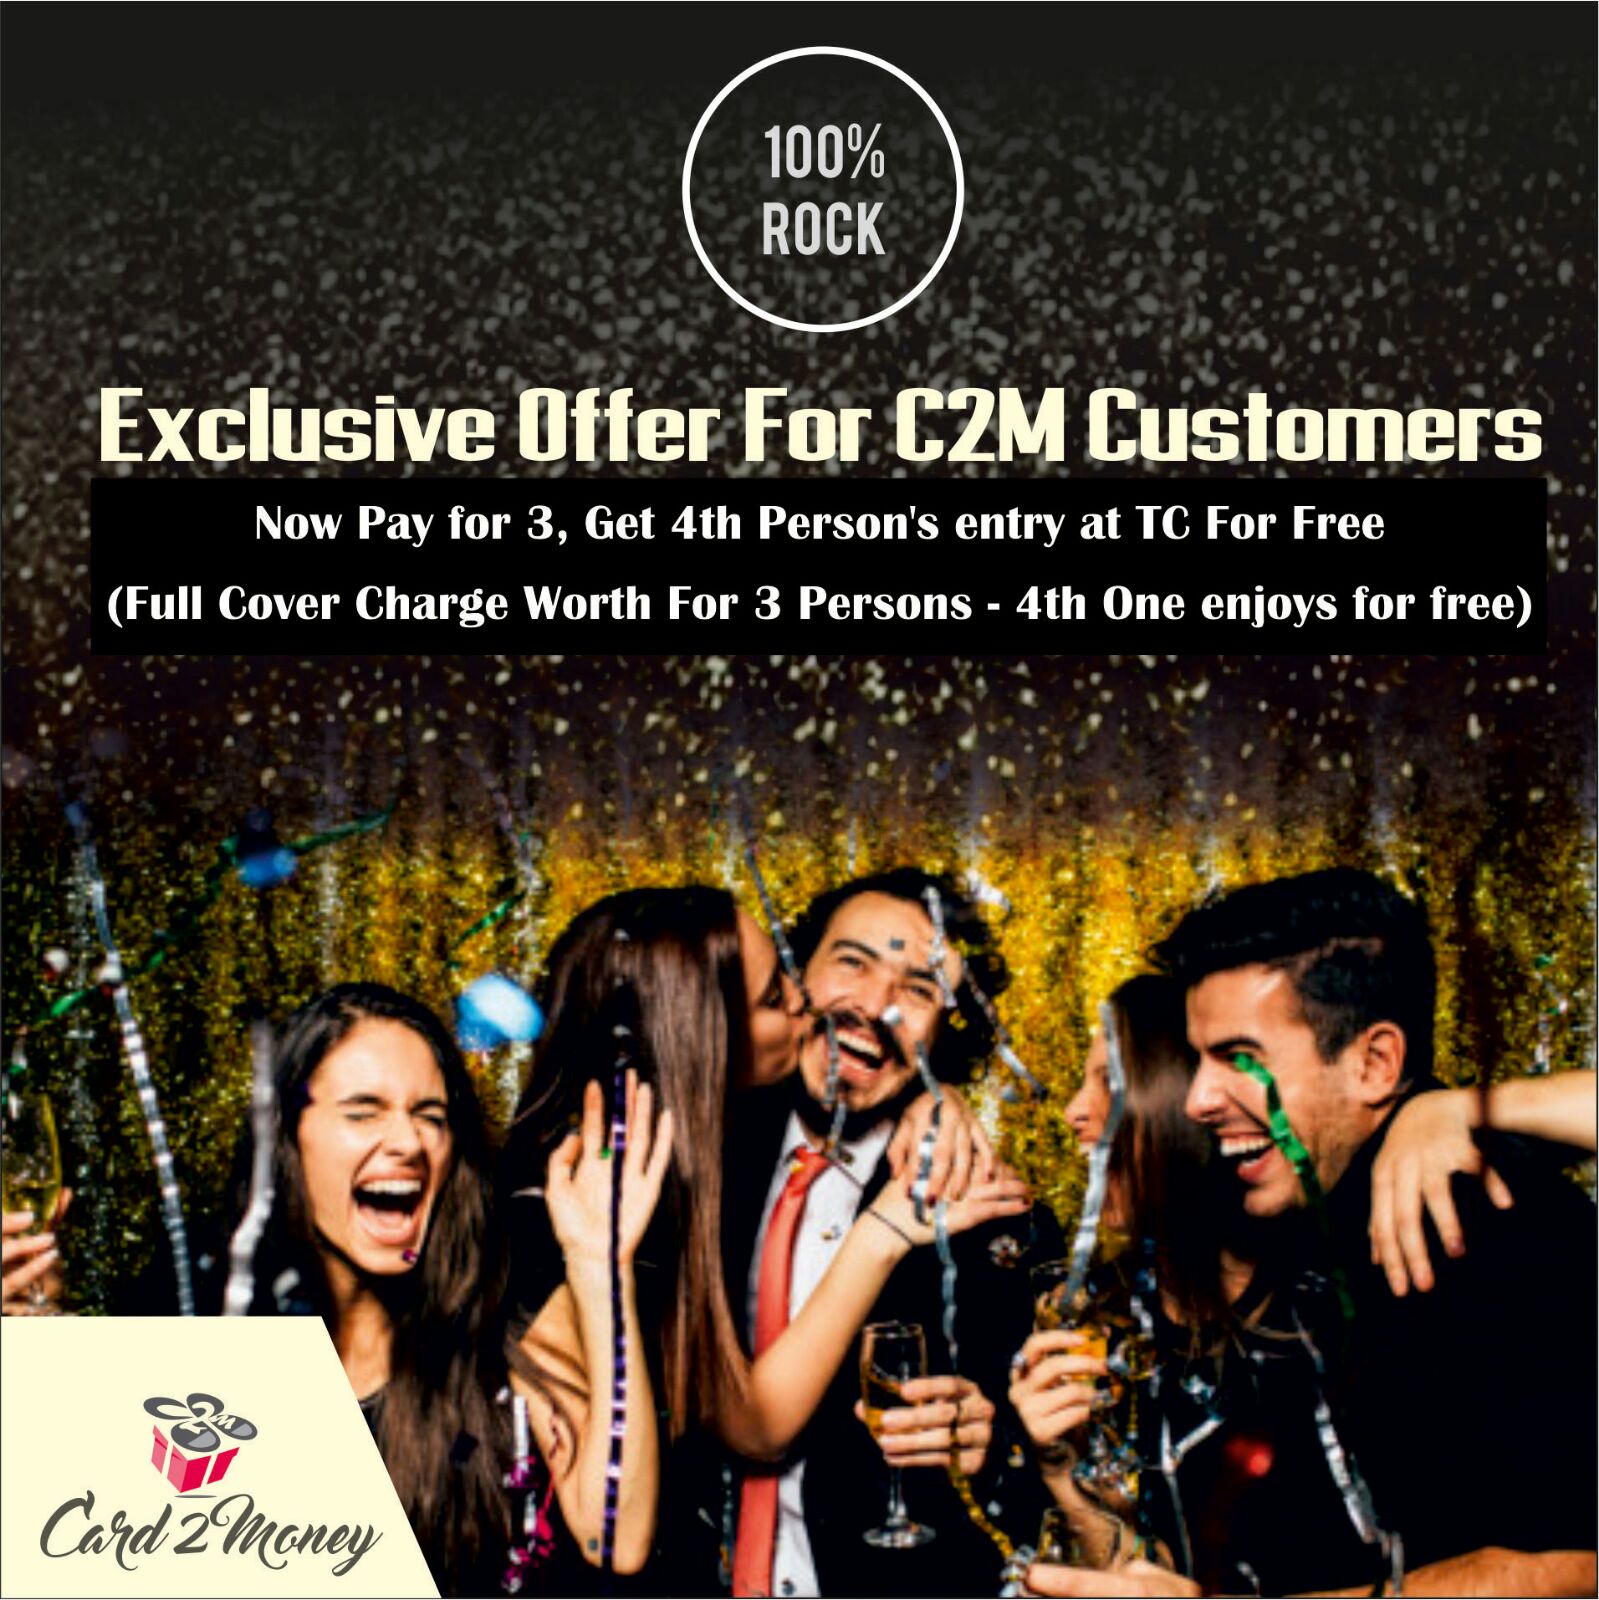 100%
ROCK
Exclusive Offer For C2M Customers
Now Pay for 3, Get 4th Person's entry at TC For Free
(Full Cover Charge Worth For 3 Persons - 4th One enjoys for free)
C2m
Card 2 Money